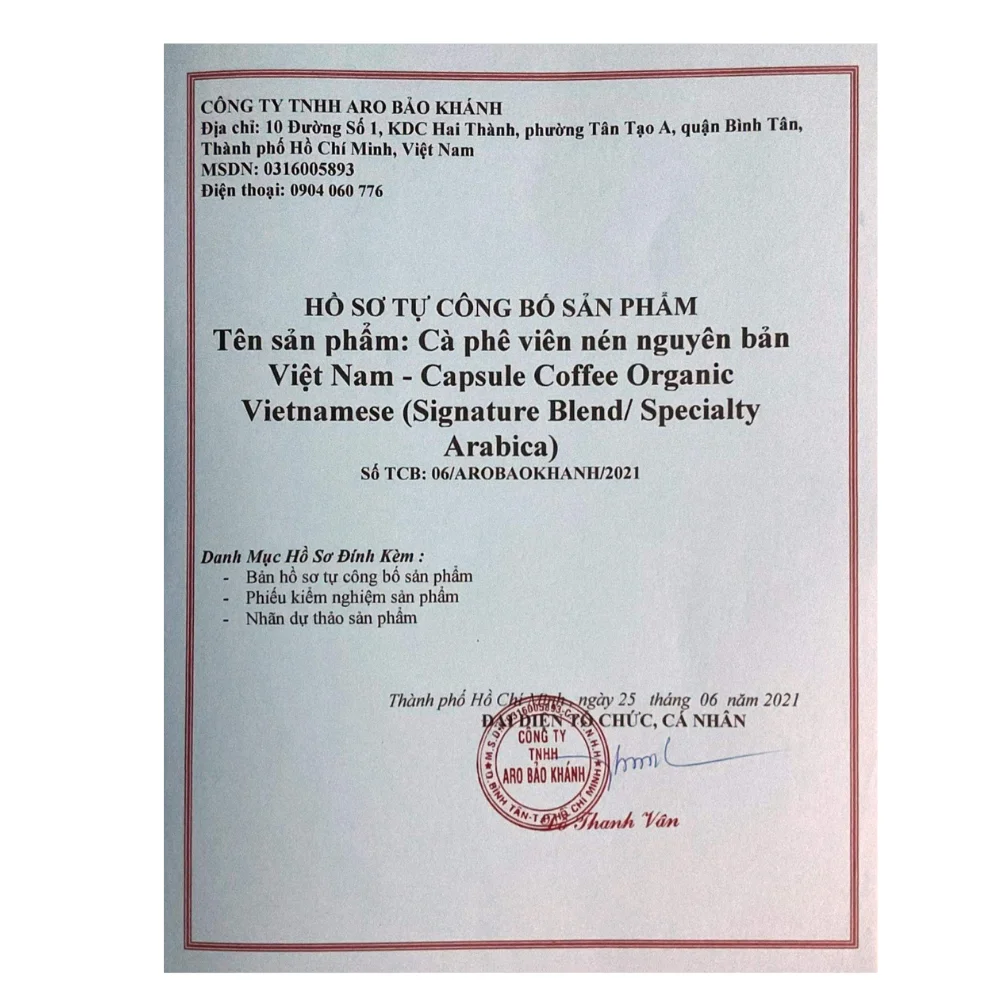 CÔNG TY TNHH ARO BẢO KHÁNH
Địa chỉ: 10 Đường Số 1, KDC Hai Thành, phường Tân Tạo A, quận Bình Tân,
Thành phố Hồ Chí Minh, Việt Nam
MSDN: 0316005893
Điện thoại: 0904 060 776
HỒ SƠ TỰ CÔNG BỐ SẢN PHẨM
Tên sản phẩm: Cà phê viên nén nguyên bản
Việt Nam - Capsule Coffee Organic
Vietnamese (Signature Blend/ Specialty
Arabica)
Số TCB: 06/AROBAOKHANH/2021
Danh Mục Hồ Sơ Đính Kèm :
- Bản hồ sơ tự công bố sản phẩm
- Phiếu kiểm nghiệm sản phẩm
- Nhãn dự thảo sản phẩm
Thành phố Hồ Chí Minh, ngày 25 tháng 06 năm 2021
ĐẠI DIỆN TỔ CHỨC, CÁ NHÂN
M.S.D.N:0316005893-C.T.T.N.H.H
CÔNG TY
TNHH
ARO BẢO KHÁNH
Q.BÌNH TÂN-T.P HỒ CHÍ MINH
Thanh Vân